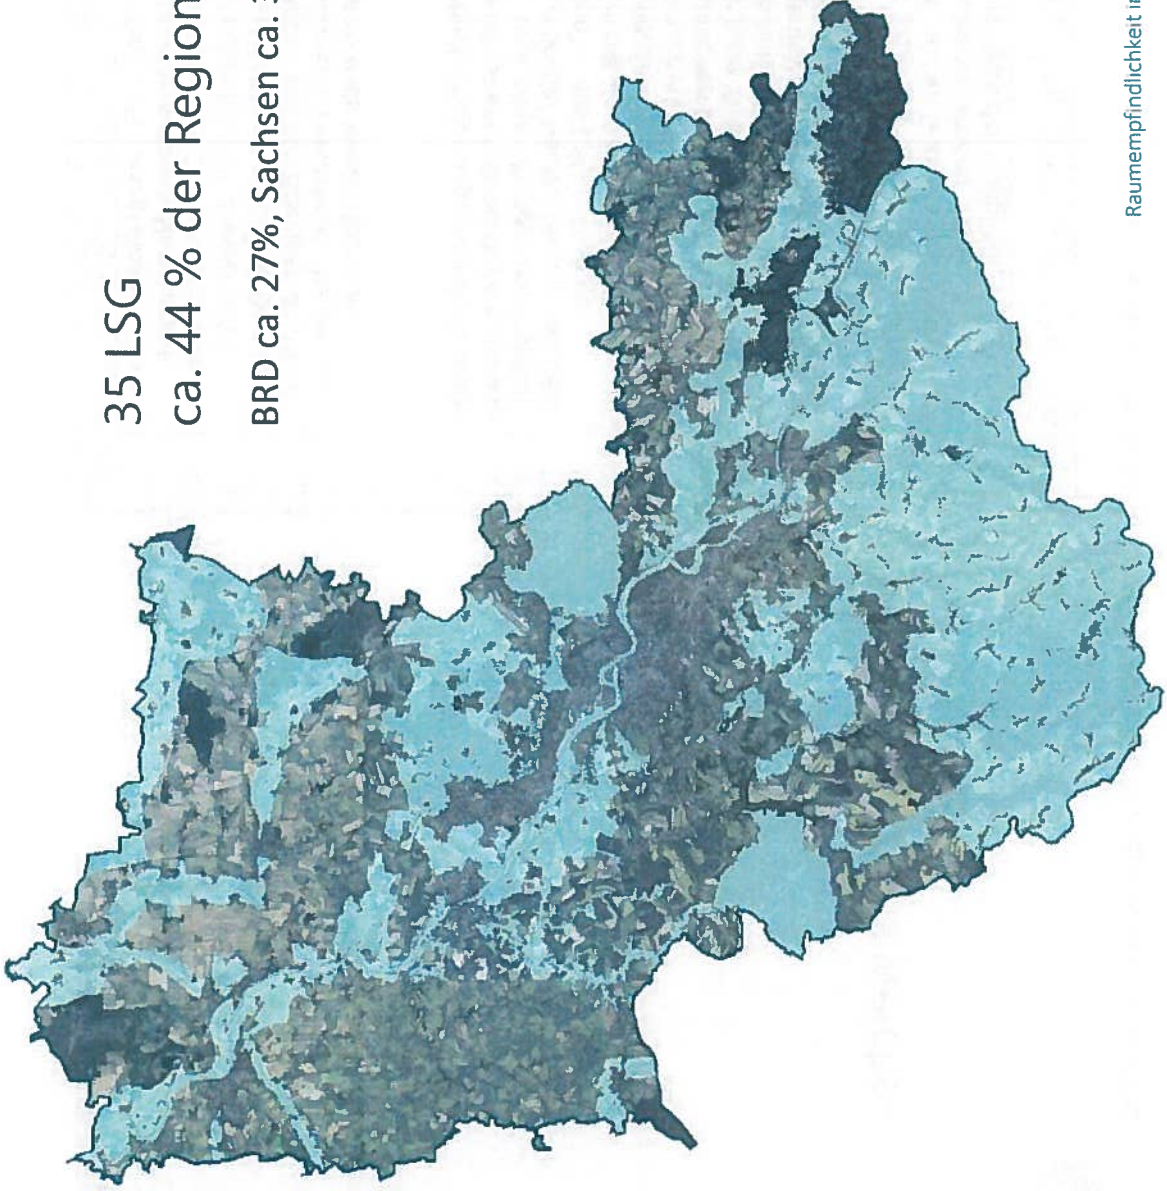 35 LSG
ca. 44 % der Region
BRD ca. 27%, Sachsen ca.
Raumempfindlichkeit